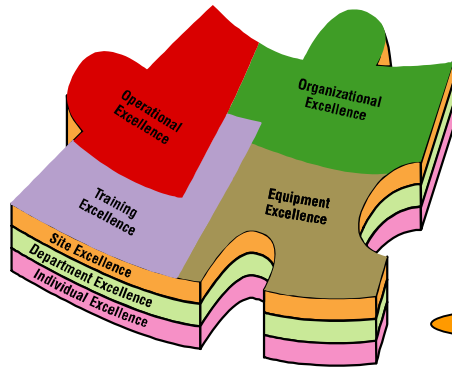 Operational
Excellence
Organizational
Excellence
Training
Excellence
Equipment
Excellence
Site Excellence
Department Excellence
Individual Excellence